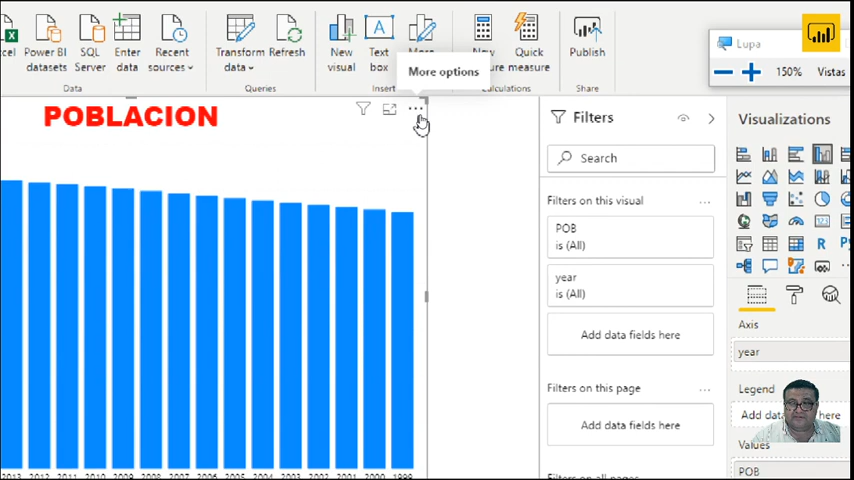 Power BI
datasets
SQL
Server
Enter
data
Recent
sources
Data
Transform
data
Refresh
Queries
New
visual
Text
box
More
Insert
New
Quick
measure
Calculations
Publish
Share
More options
Lupa
150%
Vistas
POBLACION
2013 2012 2011 2010 2009 2008 2007 2006 2005 2004 2003 2002 2001 2000 1999
Filters
Search
Filters on this visual
POB
is (All)
year
is (All)
Add data fields here
Filters on this page
Add data fields here
Visualizations
R
Axis
year
Legend
Add data here
Values
POB